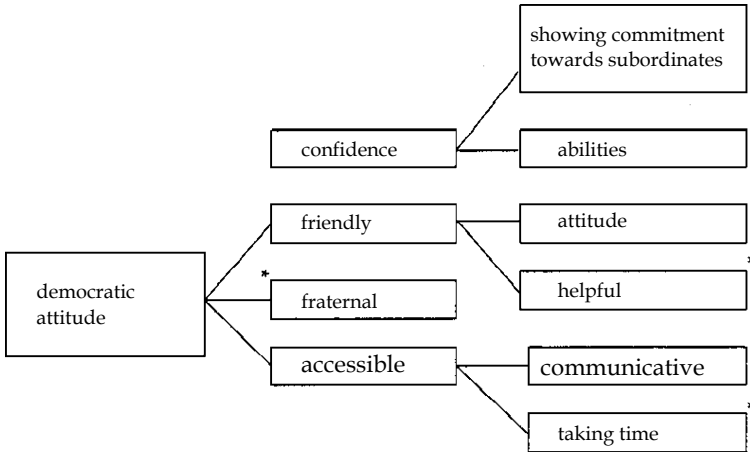 showing commitment
towards subordinates
confidence
abilities
friendly
attitude
*
*
democratic
attitude
fraternal
helpful
accessible
communicative
*
taking time